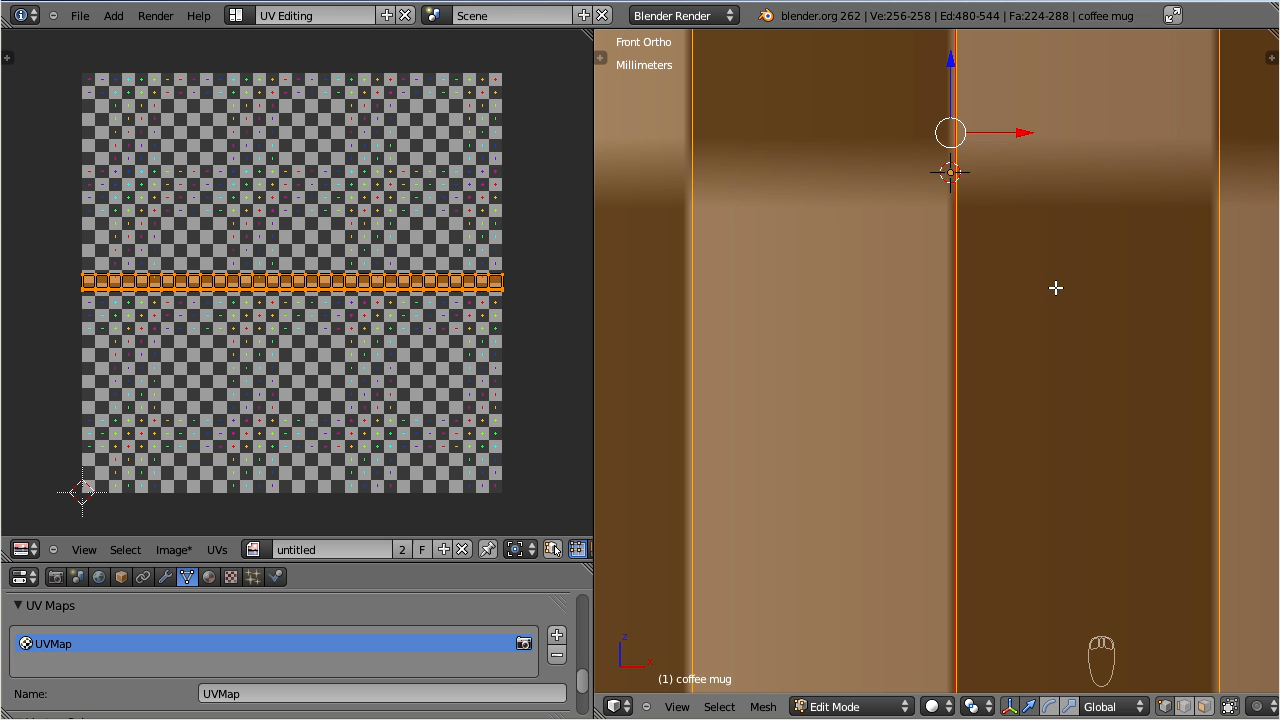 File Add Render Help UV Editing Scene Blender Render blender.org 262 | Ve:256-258 | Ed:480-544 | Fa:224-288 | coffee mug
Front Ortho
Millimeters
z
x
(1) coffee mug
View Select Image* UVs untitled 2 F
View Select Mesh Edit Mode Global
UV Maps
UVMap
Name: UVMap